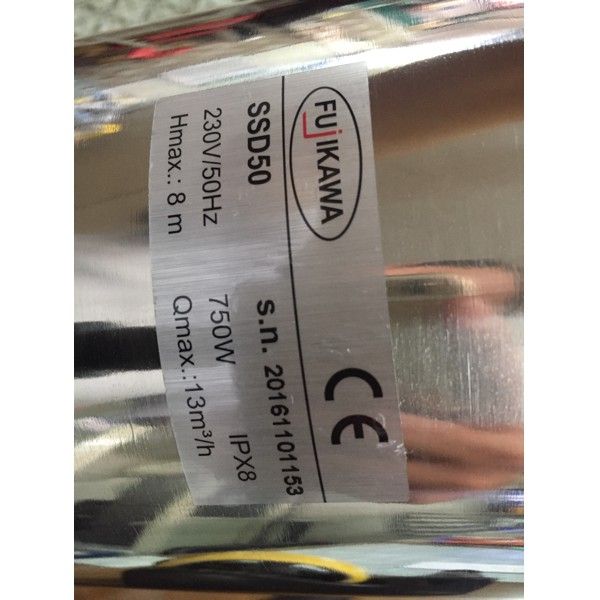 FUJIKAWA
CE
SSD50 s.n. 20161101153
230V/50Hz 750W IPX8
Hmax.: 8 m Qmax.:13m³/h